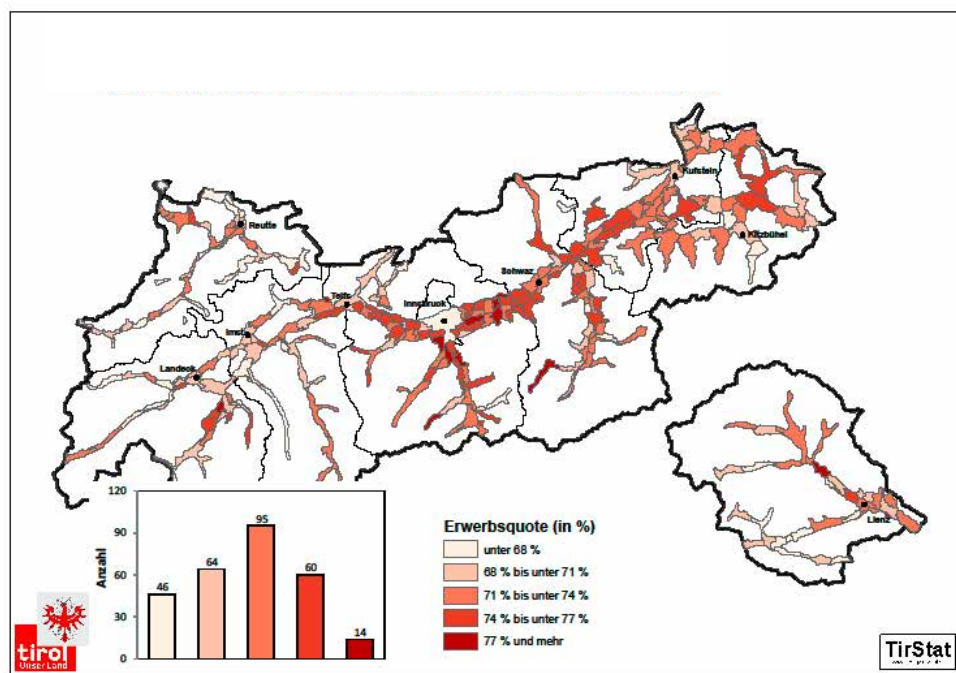 Kufstein
Reutte
Kitzbühel
Schwaz
Telfs
Innsbruck
Imst
Landeck
Lienz
120
90
60
30
0
Anzahl
46
64
95
60
14
Erwerbsquote (in %)
unter 68 %
68 % bis unter 71 %
71 % bis unter 74 %
74 % bis unter 77 %
77 % und mehr
tirol
Unser Land
TirStat